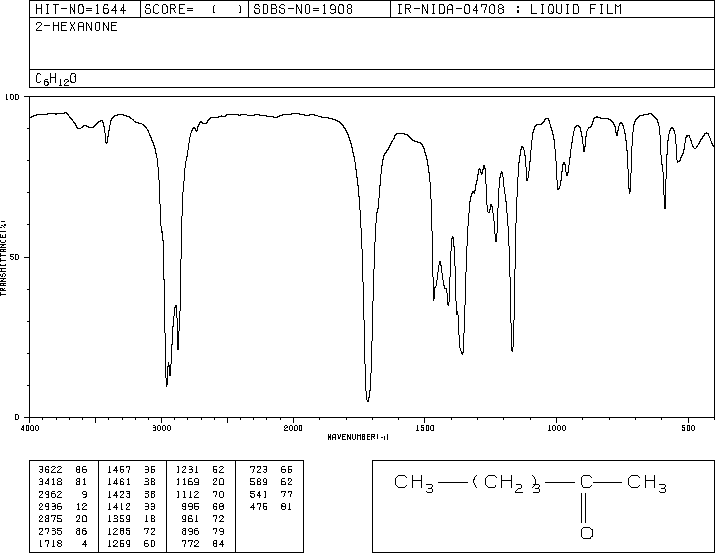 HIT-NO=1644 SCORE= ( ) SDBS-NO=1908 IR-NIDA-04708 : LIQUID FILM
2-HEXANONE
C6H12O
100
50
0
TRANSMITTANCE(%)
4000 3000 2000 1500 1000 500
WAVENUMBER(-1)
3622 86 1467 36 1231 52 723 66
3418 81 1461 38 1169 20 589 62
2962 9 1423 38 1112 70 541 77
2936 12 1412 33 996 68 476 81
2875 20 1359 18 961 72
2735 86 1285 72 896 79
1718 4 1259 60 772 84
CH3—(CH2)3—C—CH3
O